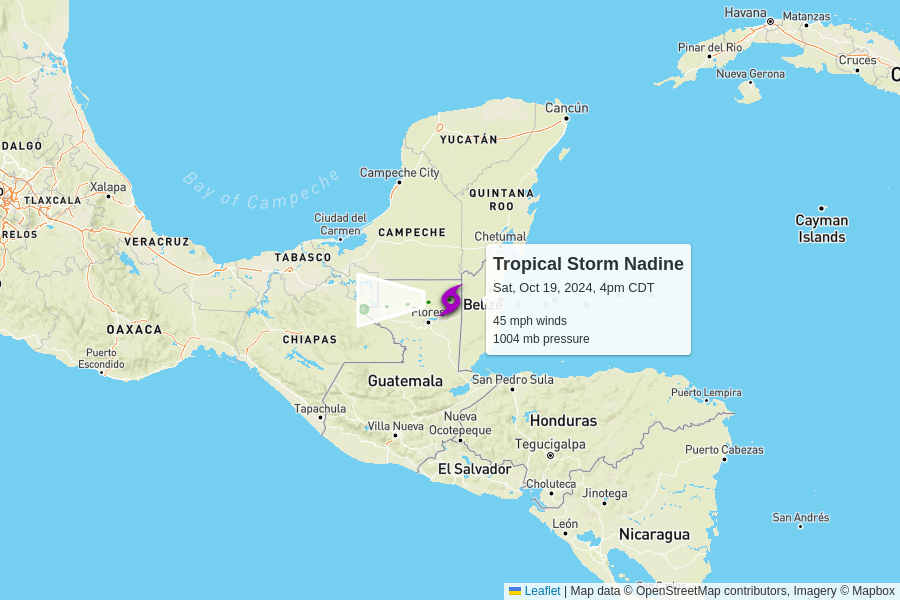 Havana
Matanzas
Pinar del Rio
Cruces
Nueva Gerona
C
Cancún
YUCATÁN
DALGO
Bay of Campeche
Campeche City
Xalapa
TLAXCALA
QUINTANA
ROO
Ciudad del
Carmen
CAMPECHE
Cayman
Islands
RELOS
VERACRUZ
Chetumal
TABASCO
Tropical Storm Nadine
Sat, Oct 19, 2024, 4pm CDT
45 mph winds
1004 mb pressure
Belize
Flores
OAXACA
CHIAPAS
Puerto
Escondido
Guatemala
San Pedro Sula
Puerto Lempira
Tapachula
Villa Nueva
Nueva
Ocotepeque
Honduras
Tegucigalpa
Puerto Cabezas
El Salvador
Choluteca
Jinotega
San Andrés
León
Nicaragua
Leaflet | Map data © OpenStreetMap contributors, Imagery © Mapbox